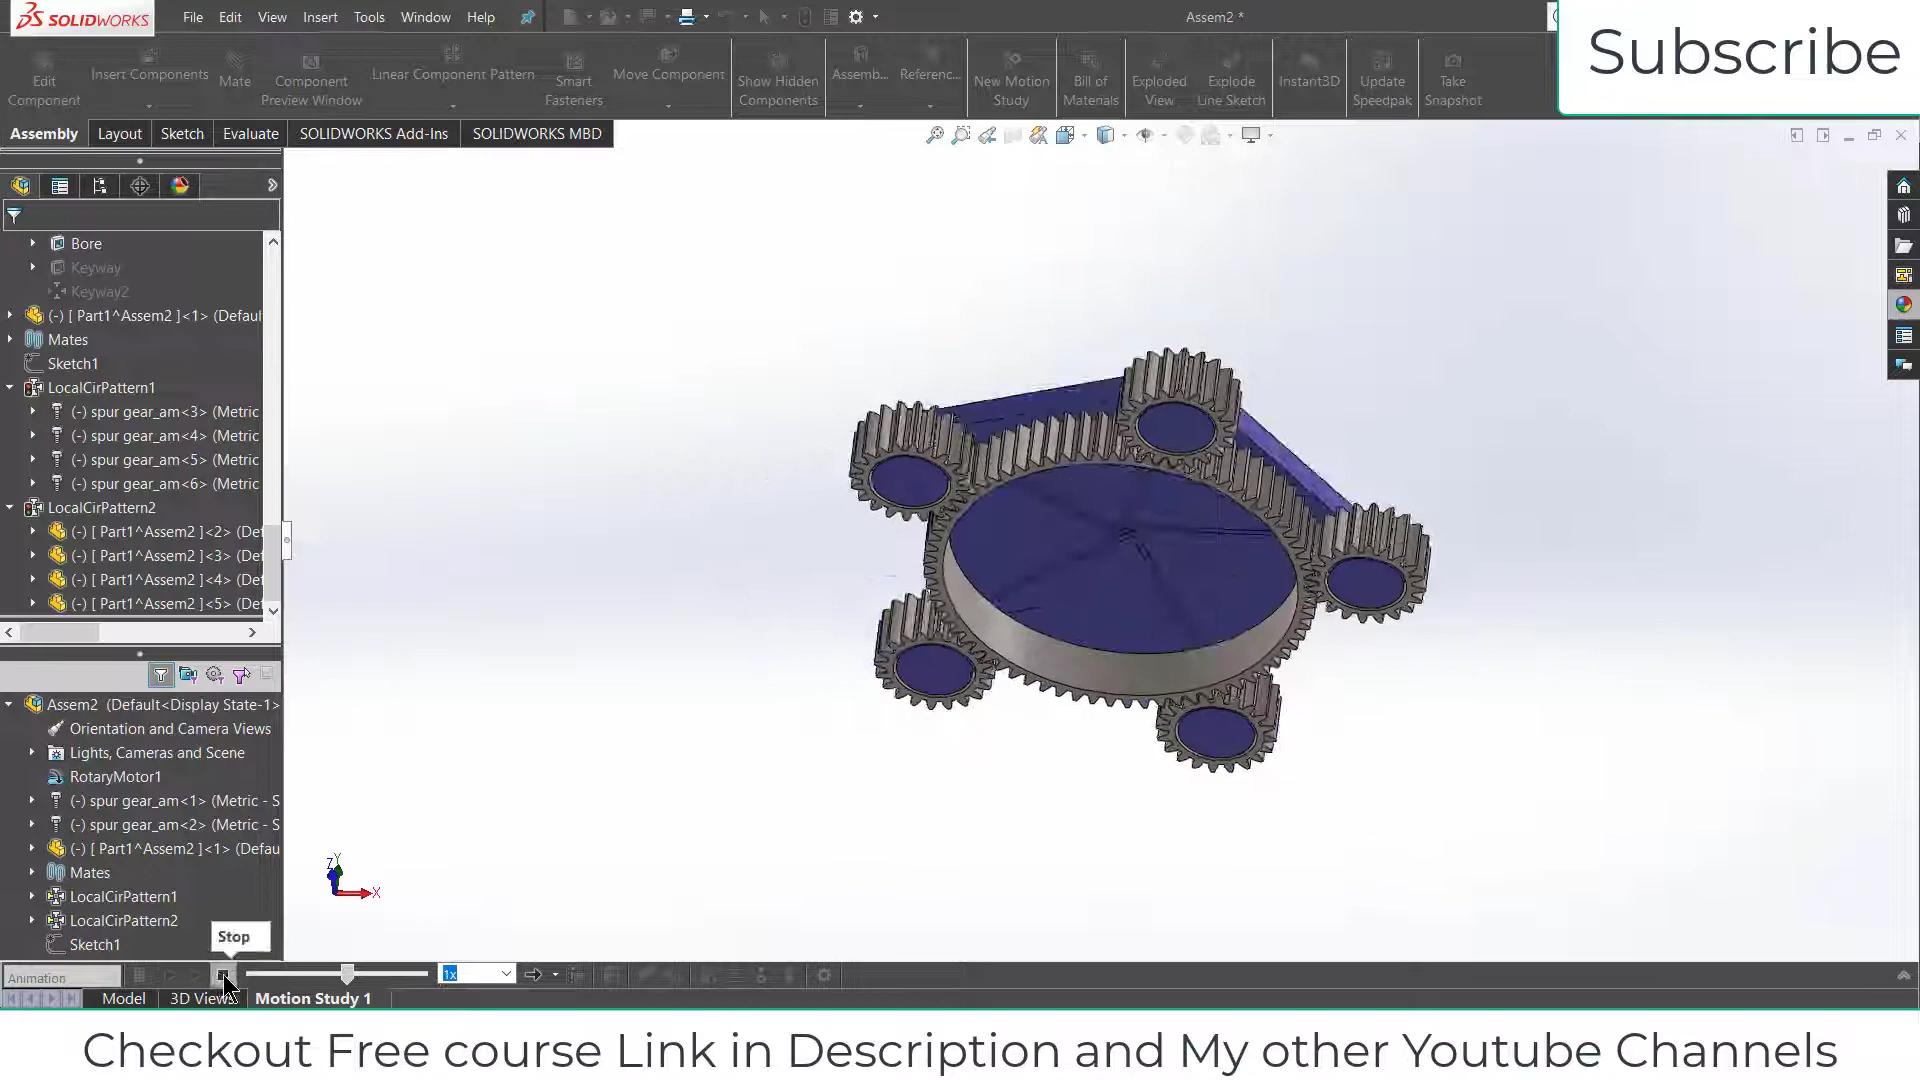 SOLIDWORKS
File Edit View Insert Tools Window Help
Assem2 *
Subscribe
Edit Component
Insert Components
Mate
Component Preview Window
Linear Component Pattern
Smart Fasteners
Move Component
Show Hidden Components
Assemb...
Referenc...
New Motion Study
Bill of Materials
Exploded View
Explode Line Sketch
Instant3D
Update Speedpak
Take Snapshot
Assembly Layout Sketch Evaluate SOLIDWORKS Add-Ins SOLIDWORKS MBD
Bore
Keyway
Keyway2
(-) [ Part1^Assem2 ]<1> (Defaul
Mates
Sketch1
LocalCirPattern1
(-) spur gear_am<3> (Metric
(-) spur gear_am<4> (Metric
(-) spur gear_am<5> (Metric
(-) spur gear_am<6> (Metric
LocalCirPattern2
(-) [ Part1^Assem2 ]<2> (Def
(-) [ Part1^Assem2 ]<3> (Def
(-) [ Part1^Assem2 ]<4> (Def
(-) [ Part1^Assem2 ]<5> (Def
Assem2 (Default<Display State-1>
Orientation and Camera Views
Lights, Cameras and Scene
RotaryMotor1
(-) spur gear_am<1> (Metric - S
(-) spur gear_am<2> (Metric - S
(-) [ Part1^Assem2 ]<1> (Defau
Mates
LocalCirPattern1
LocalCirPattern2
Sketch1
Stop
Z Y X
Animation
1x
Model 3D Views Motion Study 1
Checkout Free course Link in Description and My other Youtube Channels